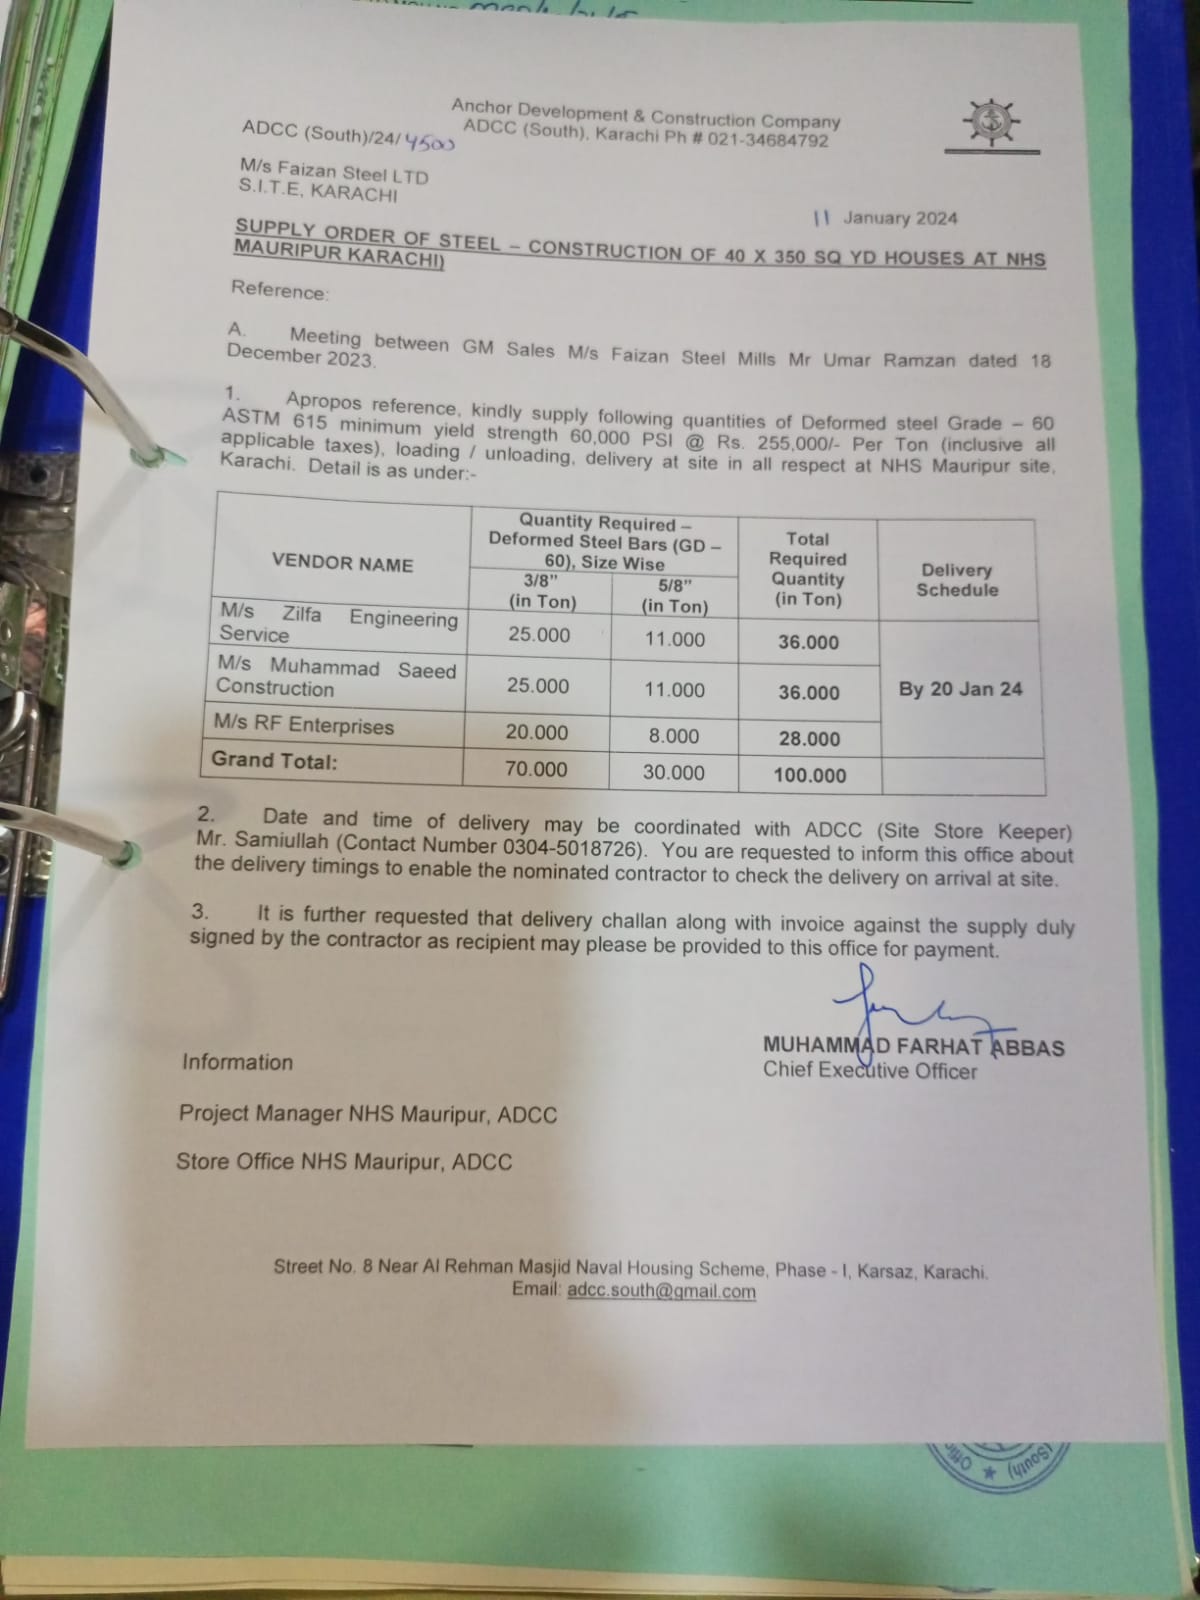 Anchor Development & Construction Company
ADCC (South), Karachi Ph # 021-34684792
ADCC (South)/24/ 4500
M/s Faizan Steel LTD
S.I.T.E, KARACHI
11 January 2024
SUPPLY ORDER OF STEEL – CONSTRUCTION OF 40 X 350 SQ YD HOUSES AT NHS
MAURIPUR KARACHI)
Reference:
A. Meeting between GM Sales M/s Faizan Steel Mills Mr Umar Ramzan dated 18
December 2023.
1. Apropos reference, kindly supply following quantities of Deformed steel Grade – 60
ASTM 615 minimum yield strength 60,000 PSI @ Rs. 255,000/- Per Ton (inclusive all
applicable taxes), loading / unloading, delivery at site in all respect at NHS Mauripur site,
Karachi. Detail is as under:-
VENDOR NAME
Quantity Required –
Deformed Steel Bars (GD –
60), Size Wise
3/8”
(in Ton)
5/8”
(in Ton)
Total
Required
Quantity
(in Ton)
Delivery
Schedule
M/s Zilfa Engineering
Service
25.000 11.000 36.000
M/s Muhammad Saeed
Construction
25.000 11.000 36.000
By 20 Jan 24
M/s RF Enterprises 20.000 8.000 28.000
Grand Total: 70.000 30.000 100.000
2. Date and time of delivery may be coordinated with ADCC (Site Store Keeper)
Mr. Samiullah (Contact Number 0304-5018726). You are requested to inform this office about
the delivery timings to enable the nominated contractor to check the delivery on arrival at site.
3. It is further requested that delivery challan along with invoice against the supply duly
signed by the contractor as recipient may please be provided to this office for payment.
MUHAMMAD FARHAT ABBAS
Chief Executive Officer
Information
Project Manager NHS Mauripur, ADCC
Store Office NHS Mauripur, ADCC
Street No. 8 Near Al Rehman Masjid Naval Housing Scheme, Phase - I, Karsaz, Karachi.
Email: adcc.south@gmail.com
(South)